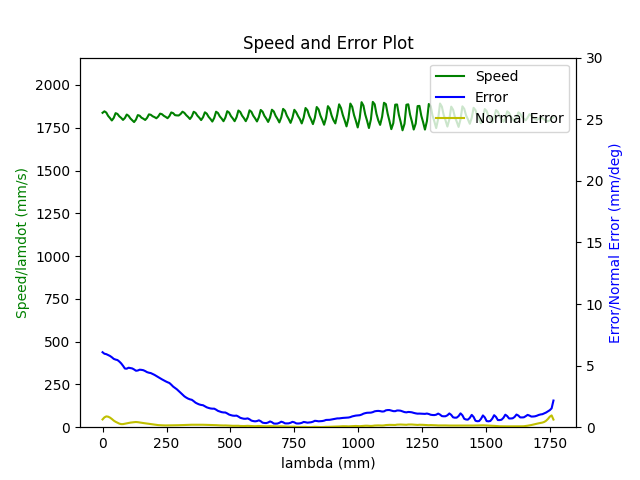 Speed and Error Plot
Speed/lamdot (mm/s)
2000
1750
1500
1250
1000
750
500
250
0
Speed
Error
Normal Error
30
25
20
15
10
5
0
Error/Normal Error (mm/deg)
0 250 500 750 1000 1250 1500 1750
lambda (mm)